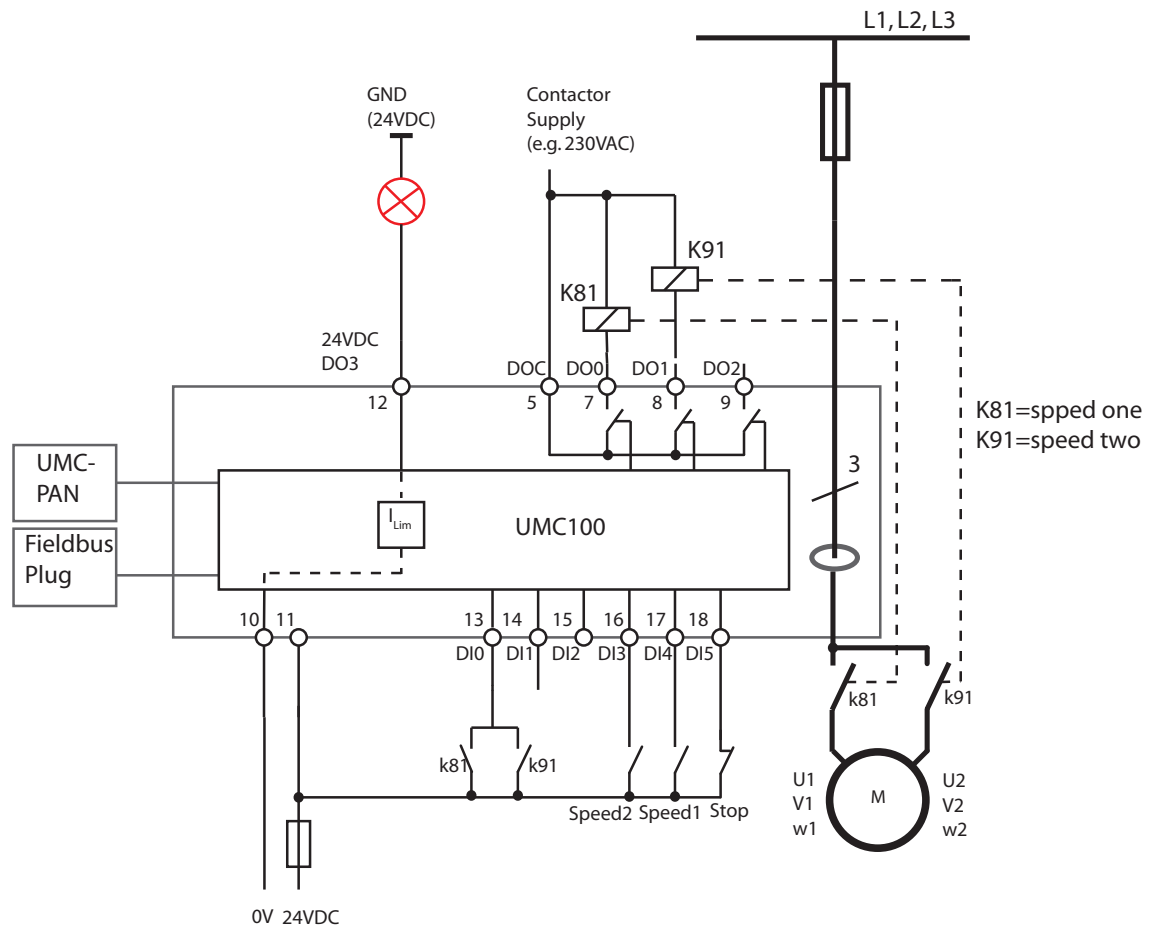 L1, L2, L3
GND
(24VDC)
Contactor
Supply
(e.g. 230VAC)
K91
K81
24VDC
DO3
DOC
DO0
DO1
DO2
12
5
7
8
9
K81=spped one
K91=speed two
3
UMC-
PAN
ILim
UMC100
Fieldbus
Plug
10
11
13
14
15
16
17
18
DI0
DI1
DI2
DI3
DI4
DI5
k81
k91
k81
k91
Speed2
Speed1
Stop
U1
V1
w1
M
U2
V2
w2
0V
24VDC